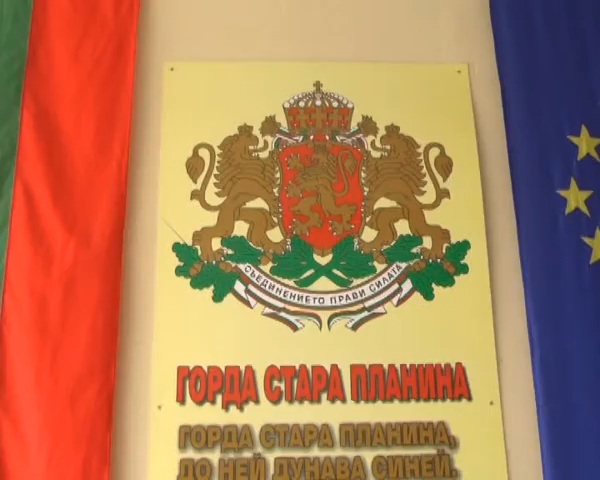 СЪЕДИНЕНИЕТО ПРАВИ СИЛАТА
ГОРДА СТАРА ПЛАНИНА
ГОРДА СТАРА ПЛАНИНА,
ДО НЕЙ ДУНАВА СИНЕЙ.